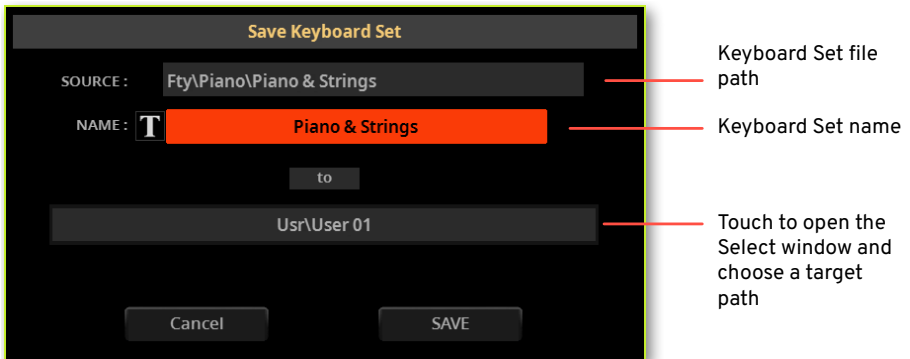 Save Keyboard Set
SOURCE :
Fty\Piano\Piano & Strings
Keyboard Set file
path
NAME :
T
Piano & Strings
Keyboard Set name
to
Usr\User 01
Touch to open the
Select window and
choose a target
path
Cancel
SAVE